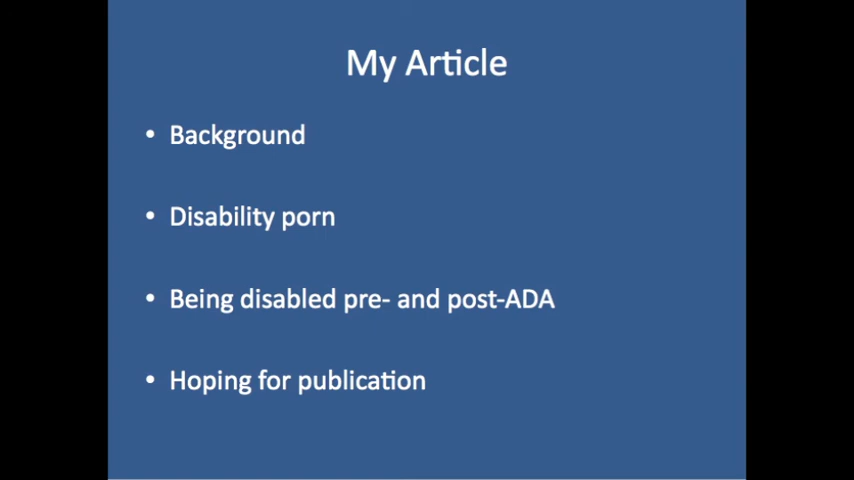 My Article
• Background
• Disability porn
• Being disabled pre- and post-ADA
• Hoping for publication